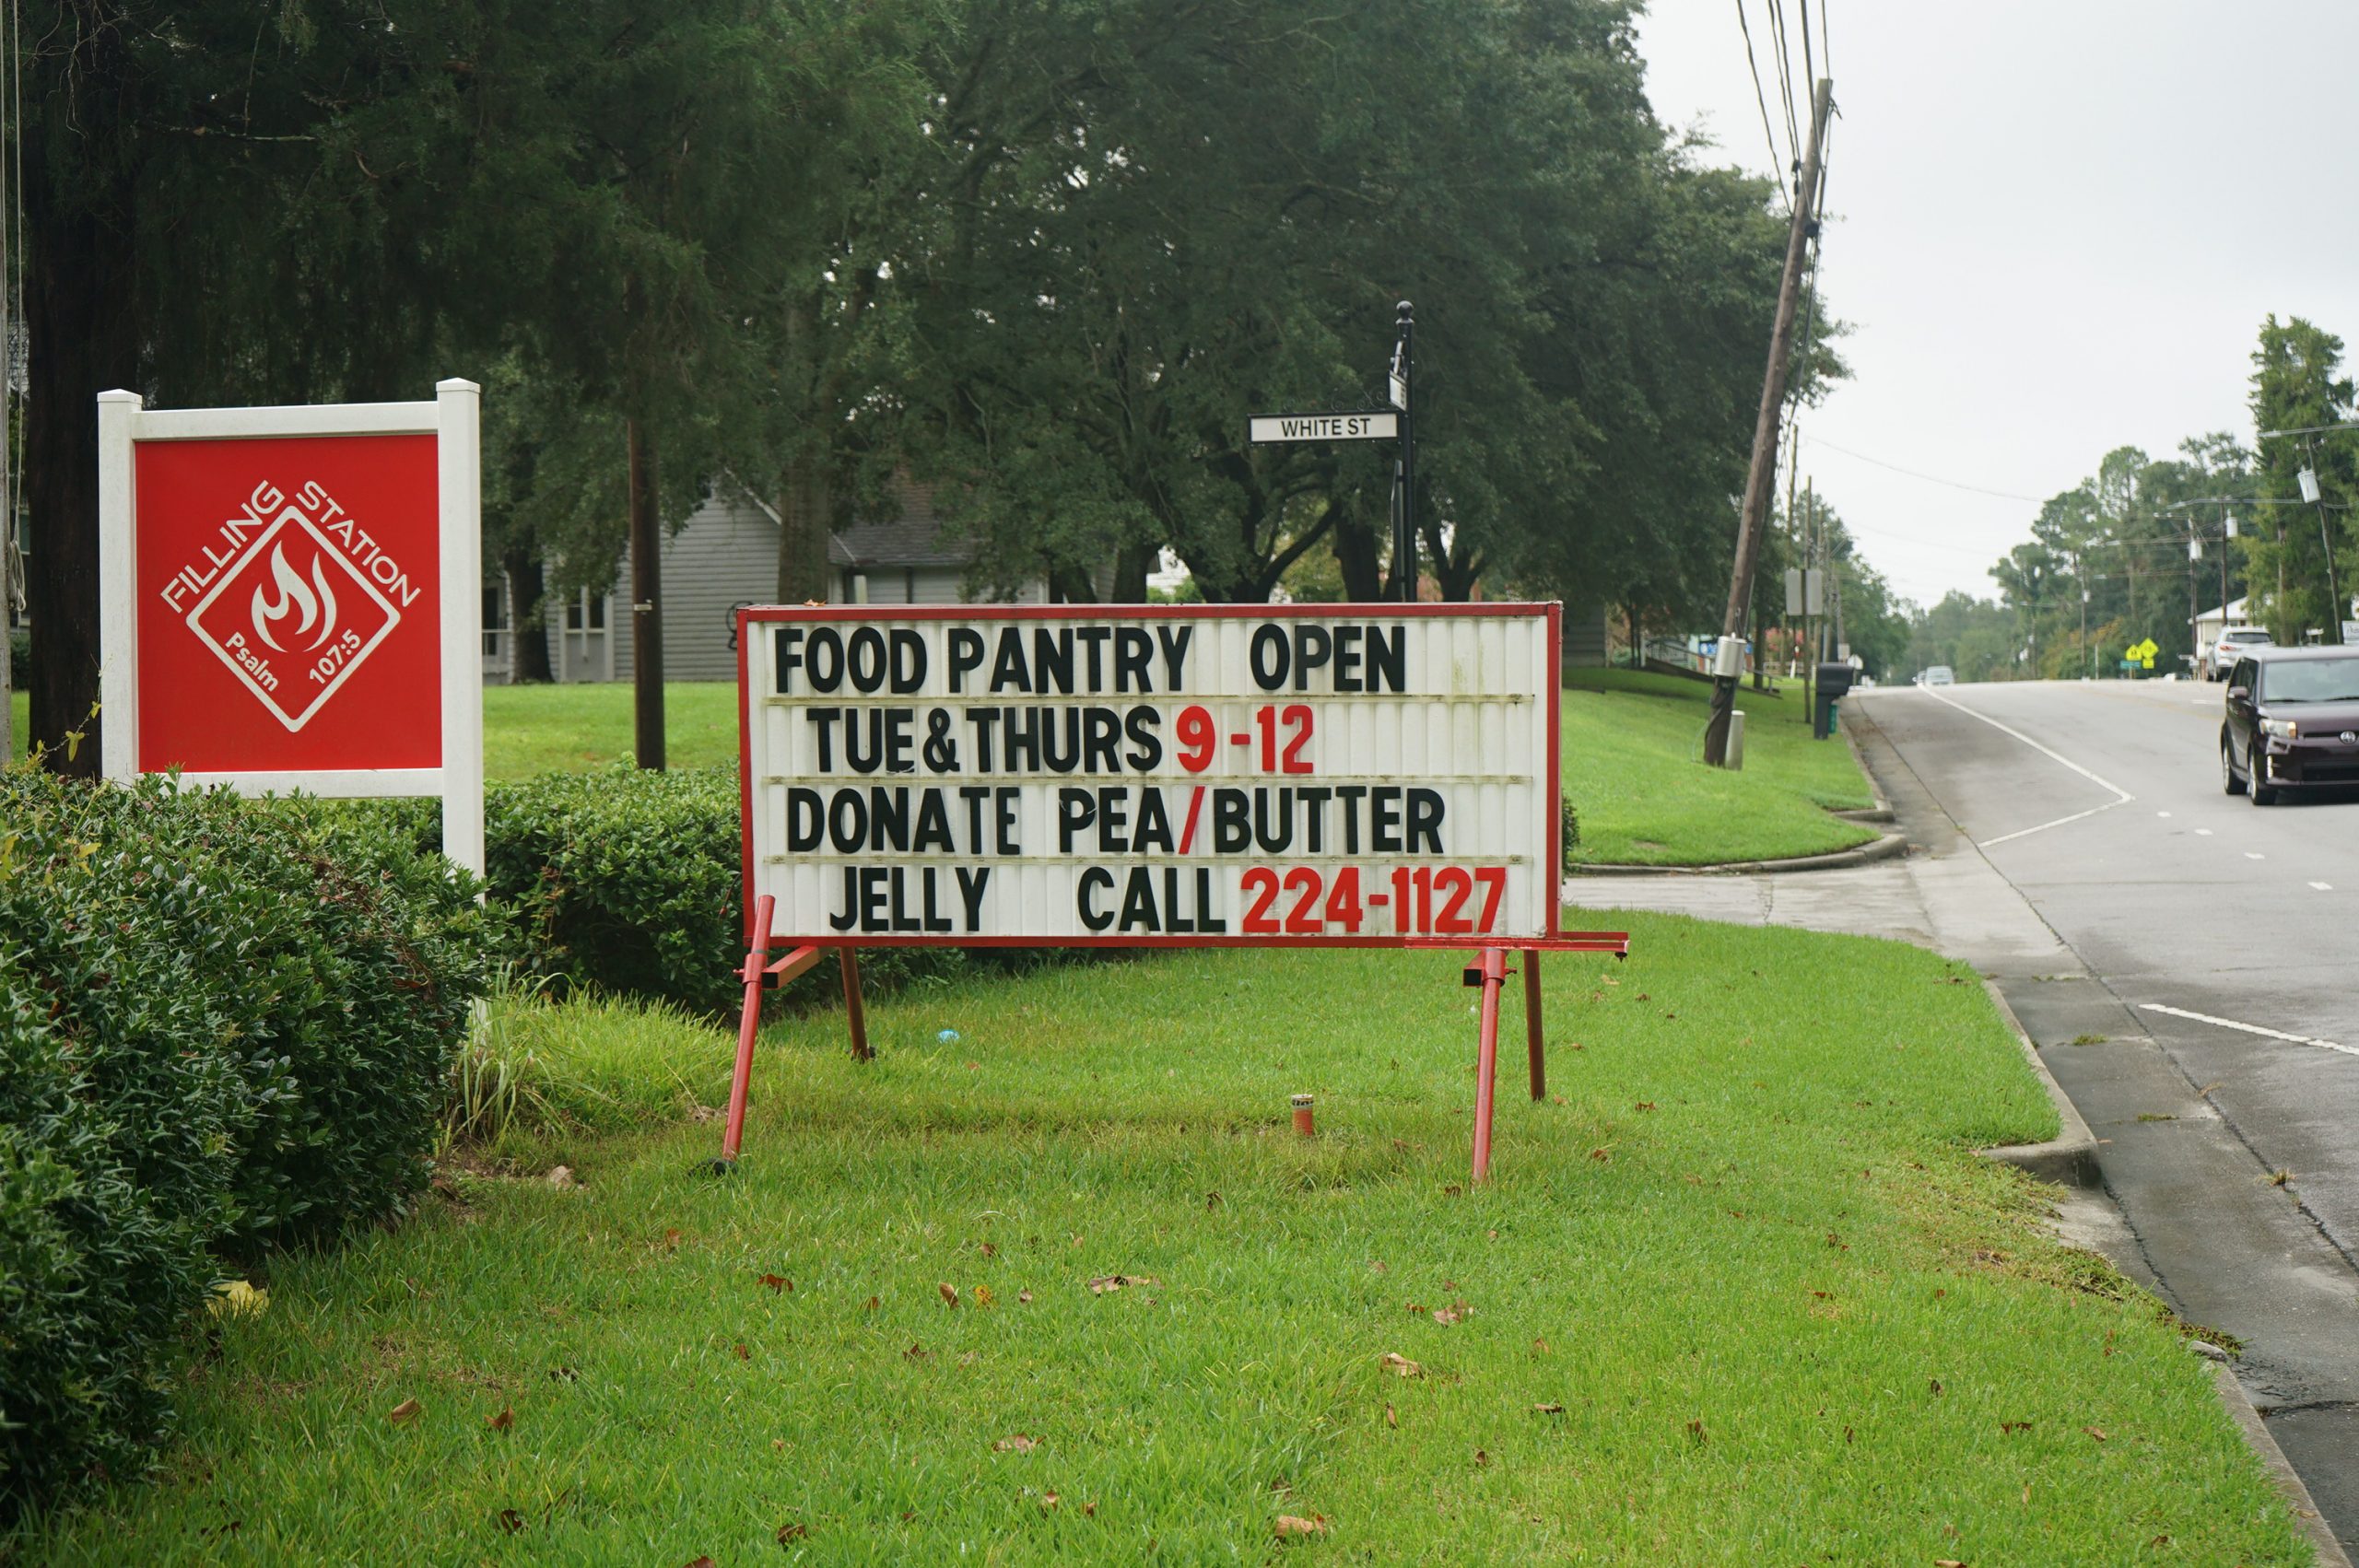 FILLING STATION
Psalm 107:5
WHITE ST
FOOD PANTRY OPEN
TUE & THURS 9-12
DONATE PEA/BUTTER
JELLY CALL 224-1127